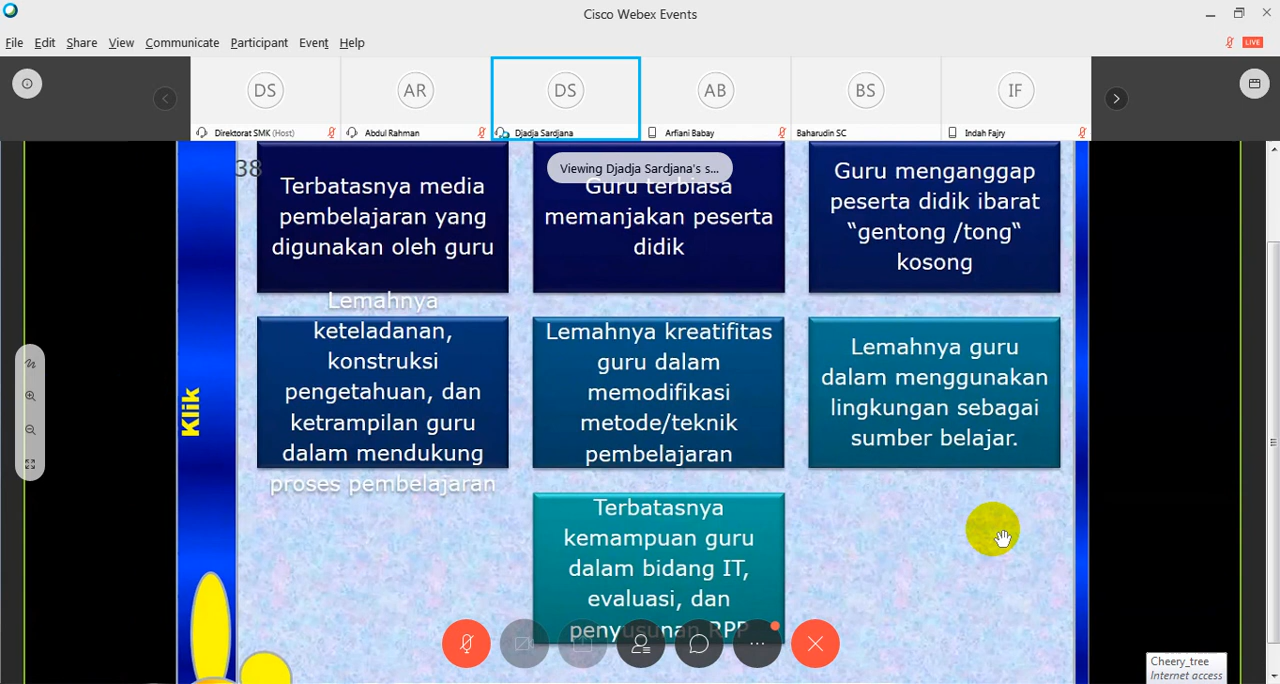 Cisco Webex Events
File Edit Share View Communicate Participant Event Help
LIVE
DS
AR
DS
AB
BS
IF
Direktorat SMK (Host)
Abdul Rahman
Djadja Sardjana
Arfiani Babay
Baharudin SC
Indah Fajry
Viewing Djadja Sardjana's s...
38
Terbatasnya media
pembelajaran yang
digunakan oleh guru
Guru terbiasa
memanjakan peserta
didik
Guru menganggap
peserta didik ibarat
“gentong /tong“
kosong
Lemahnya
keteladanan,
konstruksi
pengetahuan, dan
ketrampilan guru
dalam mendukung
proses pembelajaran
Lemahnya kreatifitas
guru dalam
memodifikasi
metode/teknik
pembelajaran
Lemahnya guru
dalam menggunakan
lingkungan sebagai
sumber belajar.
Klik
Terbatasnya
kemampuan guru
dalam bidang IT,
evaluasi, dan
penyusunan RPP
Cheery_tree
Internet access